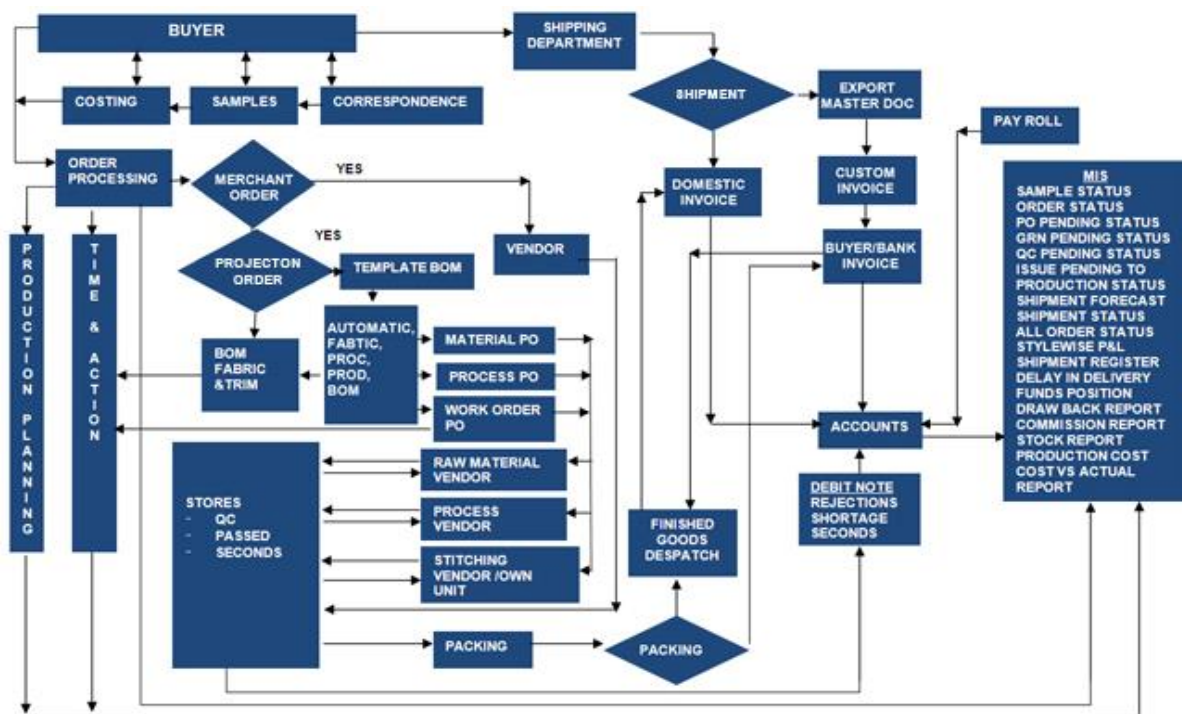 BUYER
SHIPPING
DEPARTMENT
COSTING
SAMPLES
CORRESPONDENCE
SHIPMENT
EXPORT
MASTER DOC
PAY ROLL
ORDER
PROCESSING
MERCHANT
ORDER
YES
DOMESTIC
INVOICE
CUSTOM
INVOICE
MIS
SAMPLE STATUS
ORDER STATUS
PO PENDING STATUS
GRN PENDING STATUS
QC PENDING STATUS
ISSUE PENDING TO
PRODUCTION STATUS
SHIPMENT FORECAST
SHIPMENT STATUS
ALL ORDER STATUS
STYLEWISE P&L
SHIPMENT REGISTER
DELAY IN DELIVERY
FUNDS POSITION
DRAW BACK REPORT
COMMISSION REPORT
STOCK REPORT
PRODUCTION COST
COST VS ACTUAL
REPORT
PRODUCTION PLANNING
TIME & ACTION
YES
PROJECTON
ORDER
TEMPLATE BOM
VENDOR
BUYER/BANK
INVOICE
BOM
FABRIC
&TRIM
AUTOMATIC,
FABTIC,
PROC,
PROD,
BOM
MATERIAL PO
PROCESS PO
WORK ORDER
PO
ACCOUNTS
STORES
- QC
- PASSED
- SECONDS
RAW MATERIAL
VENDOR
PROCESS
VENDOR
STITCHING
VENDOR /OWN
UNIT
FINISHED
GOODS
DESPATCH
DEBIT NOTE
REJECTIONS
SHORTAGE
SECONDS
PACKING
PACKING